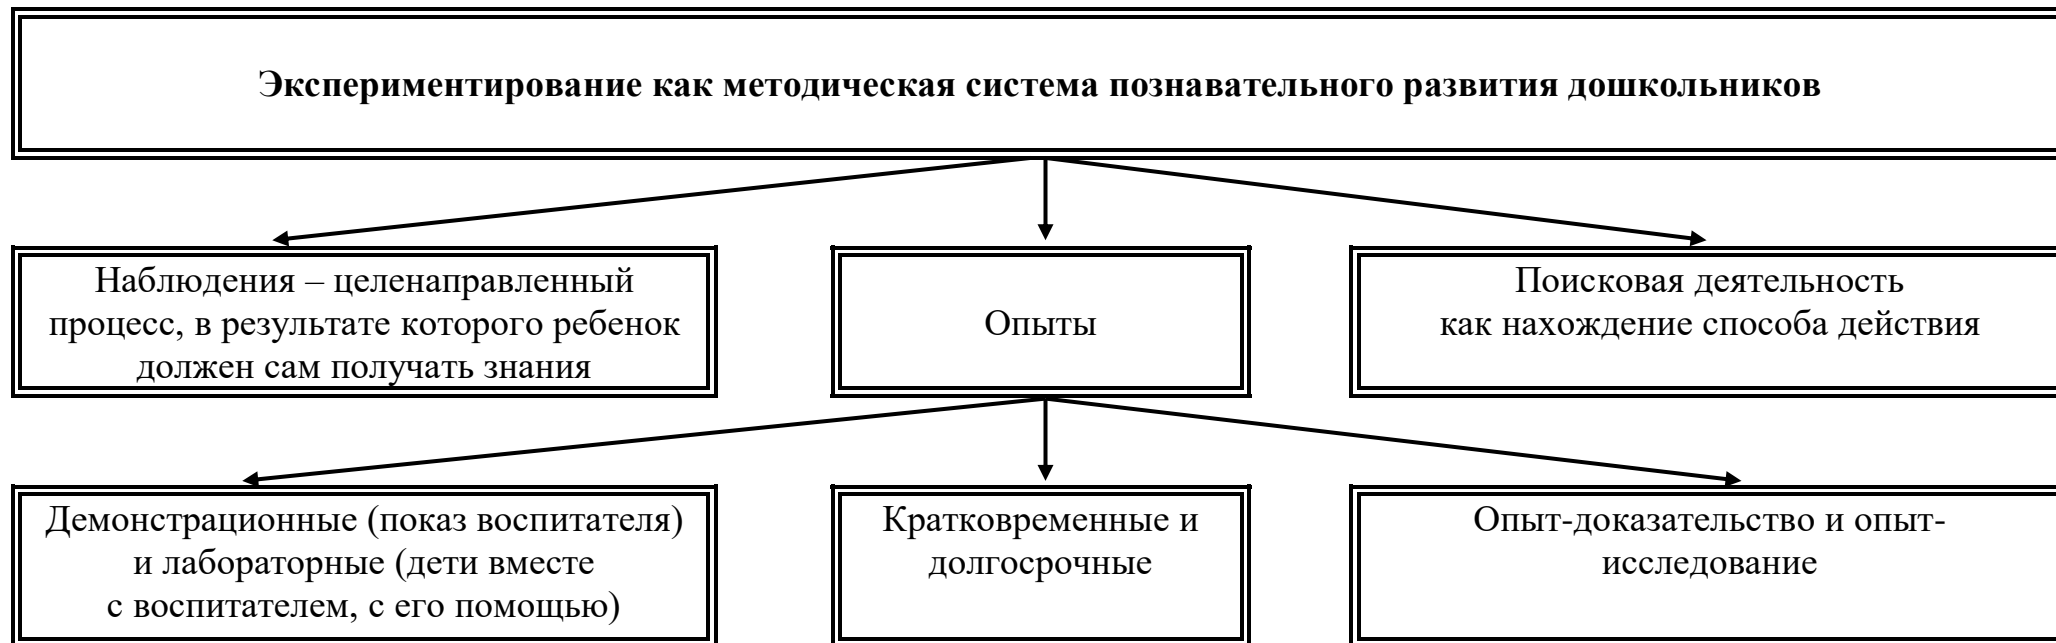 Экспериментирование как методическая система познавательного развития дошкольников
Наблюдения – целенаправленный
процесс, в результате которого ребенок
должен сам получать знания
Опыты
Поисковая деятельность
как нахождение способа действия
Демонстрационные (показ воспитателя)
и лабораторные (дети вместе
с воспитателем, с его помощью)
Кратковременные и
долгосрочные
Опыт-доказательство и опыт-
исследование